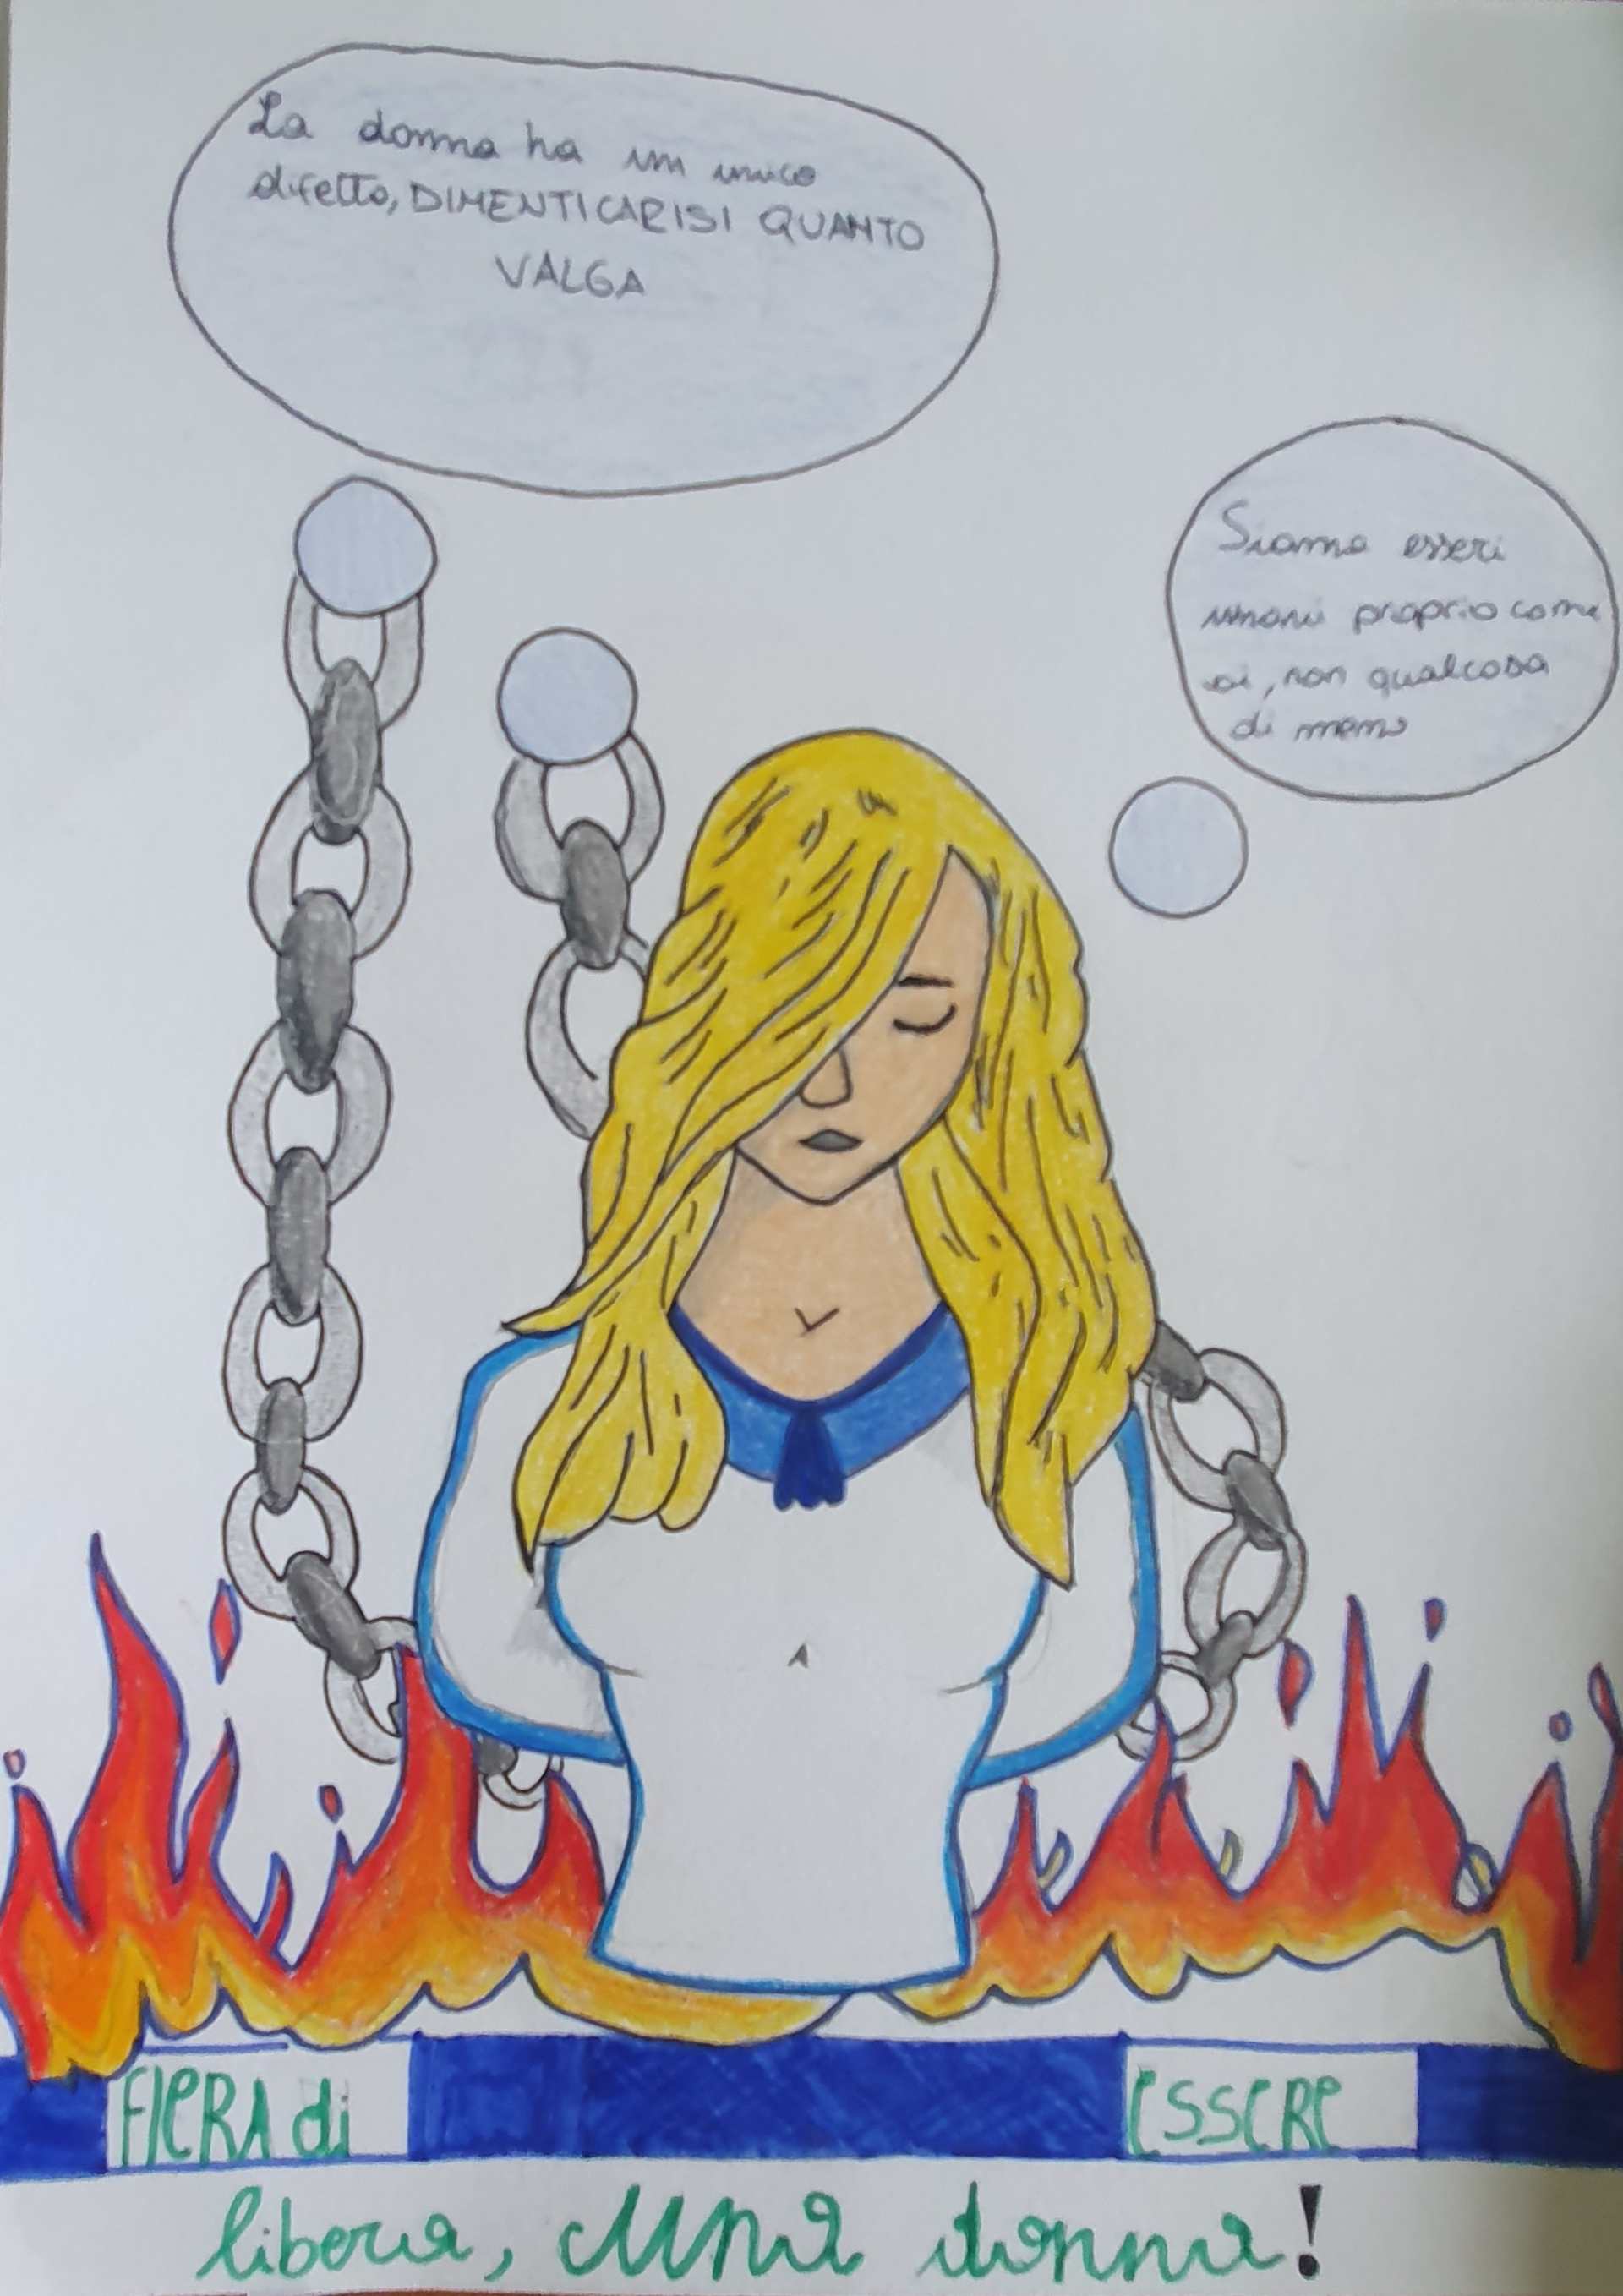 La donna ha un unico
difetto, DIMENTICARISI QUANTO
VALGA
Siamo esseri
umani proprio come
voi, non qualcosa
di meno
FIERA di ESSERE
libera, UNA donna!